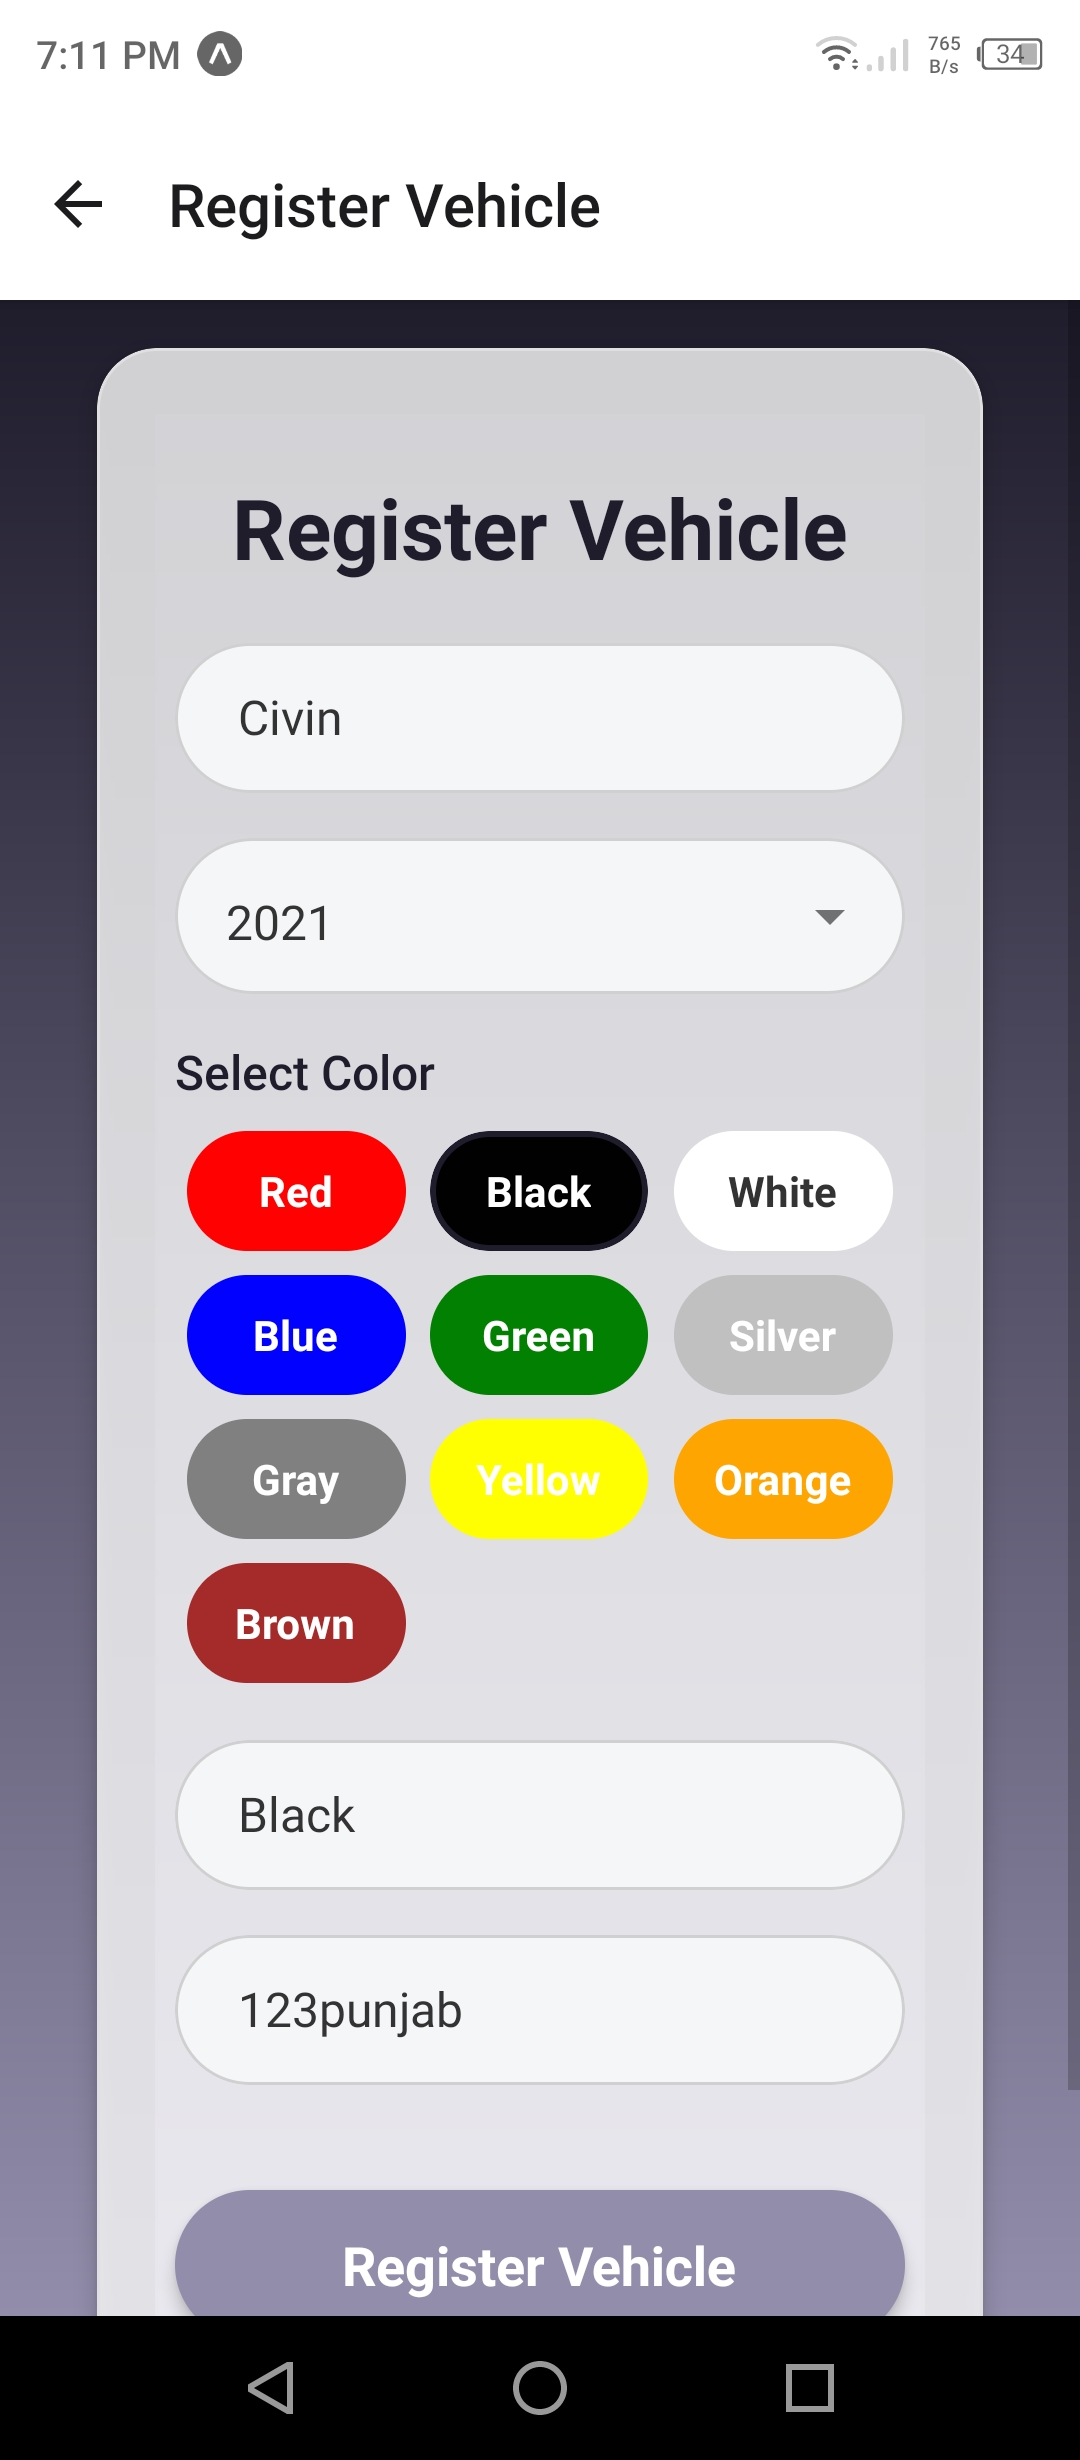 7:11 PM
765
B/s
34
Register Vehicle
Register Vehicle
Civin
2021
Select Color
Red Black White
Blue Green Silver
Gray Yellow Orange
Brown
Black
123punjab
Register Vehicle